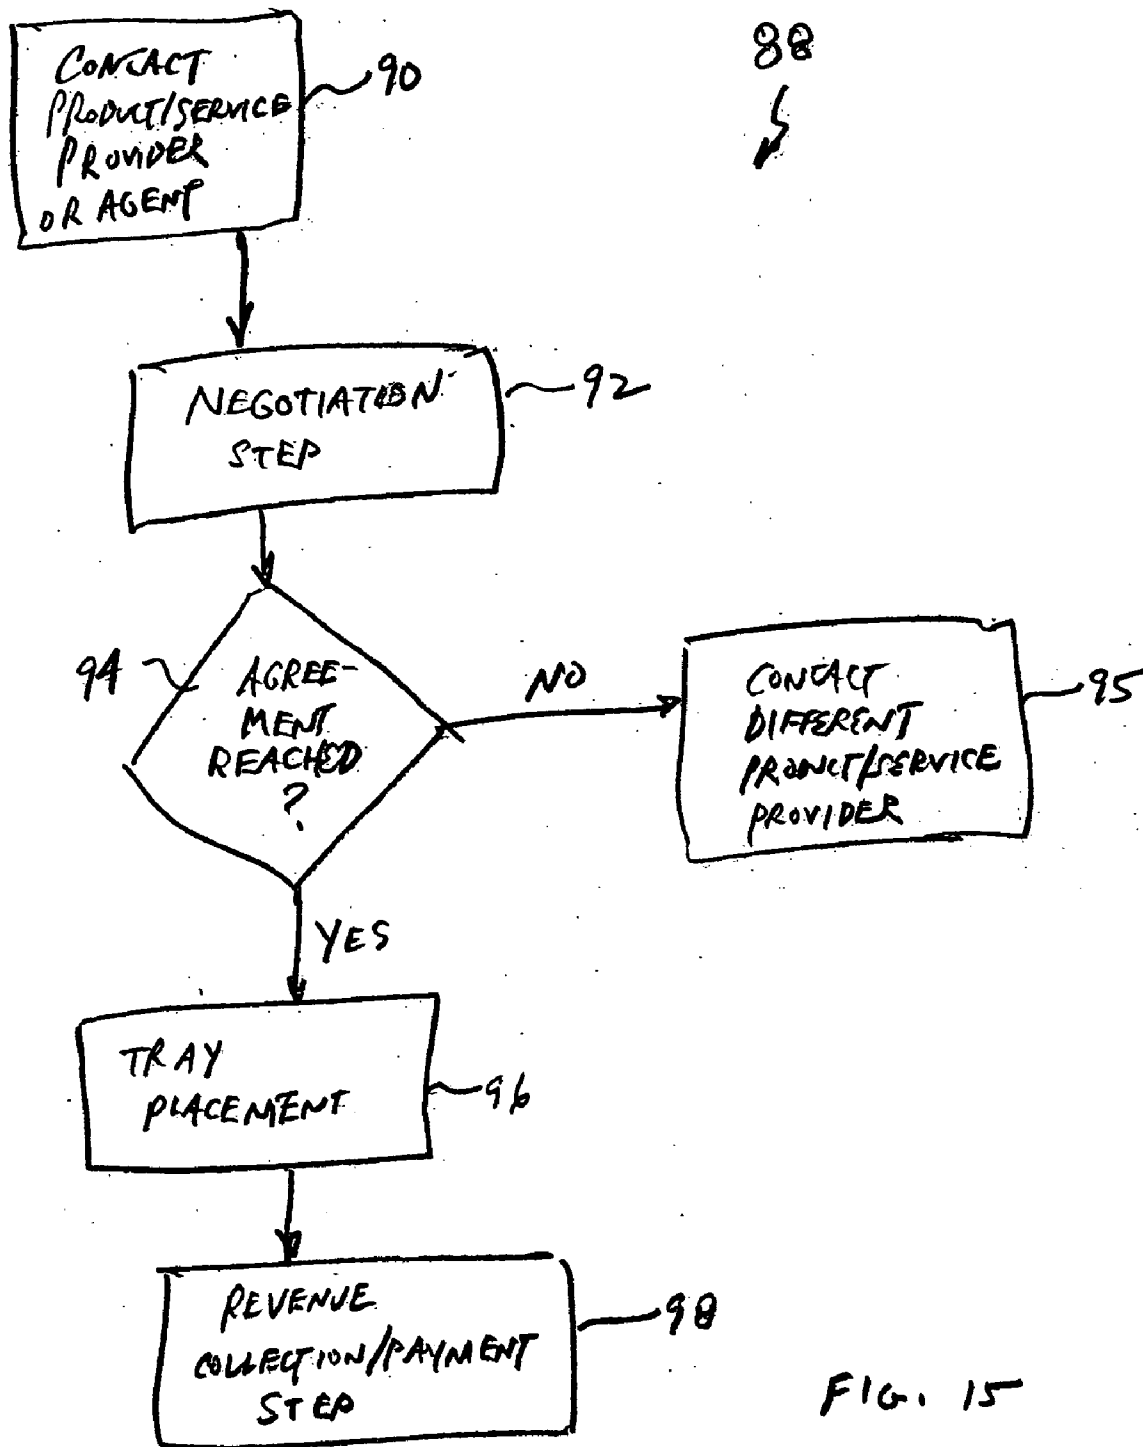 88
CONTACT
PRODUCT/SERVICE
PROVIDER
OR AGENT
90
NEGOTIATION
STEP
92
94
AGREE-
MENT
REACHED
?
NO
CONTACT
DIFFERENT
PRODUCT/SERVICE
PROVIDER
95
YES
TRAY
PLACEMENT
96
REVENUE
COLLECTION/PAYMENT
STEP
98
FIG. 15